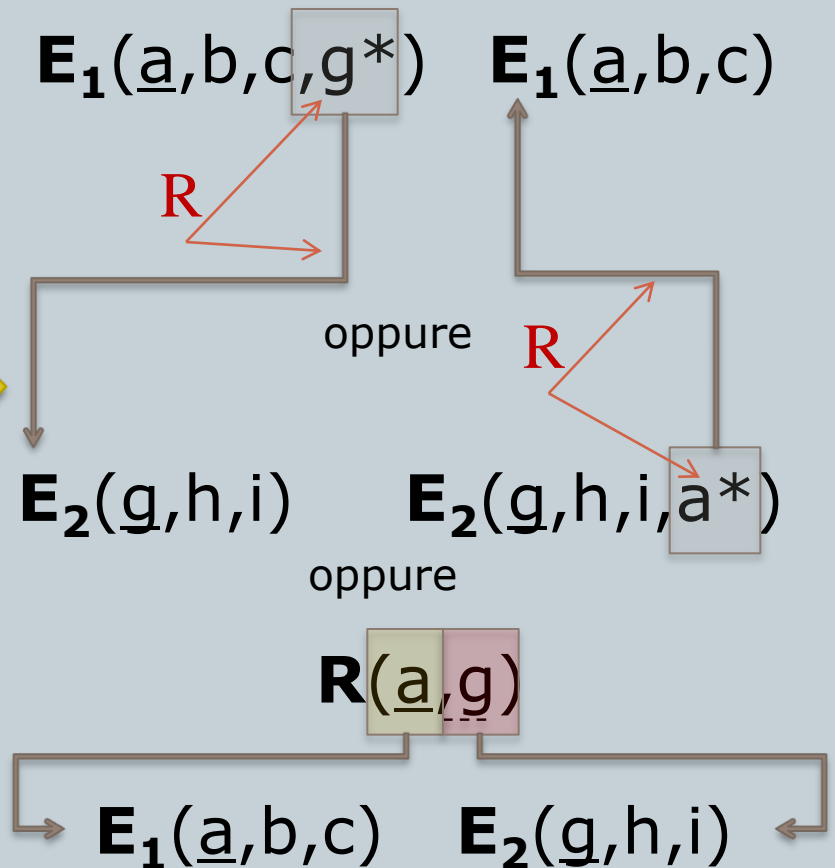 E₁(a,b,c,g*) E₁(a,b,c)
R
oppure
R
E₂(g,h,i) E₂(g,h,i,a*)
oppure
R(a,g)
E₁(a,b,c) E₂(g,h,i)